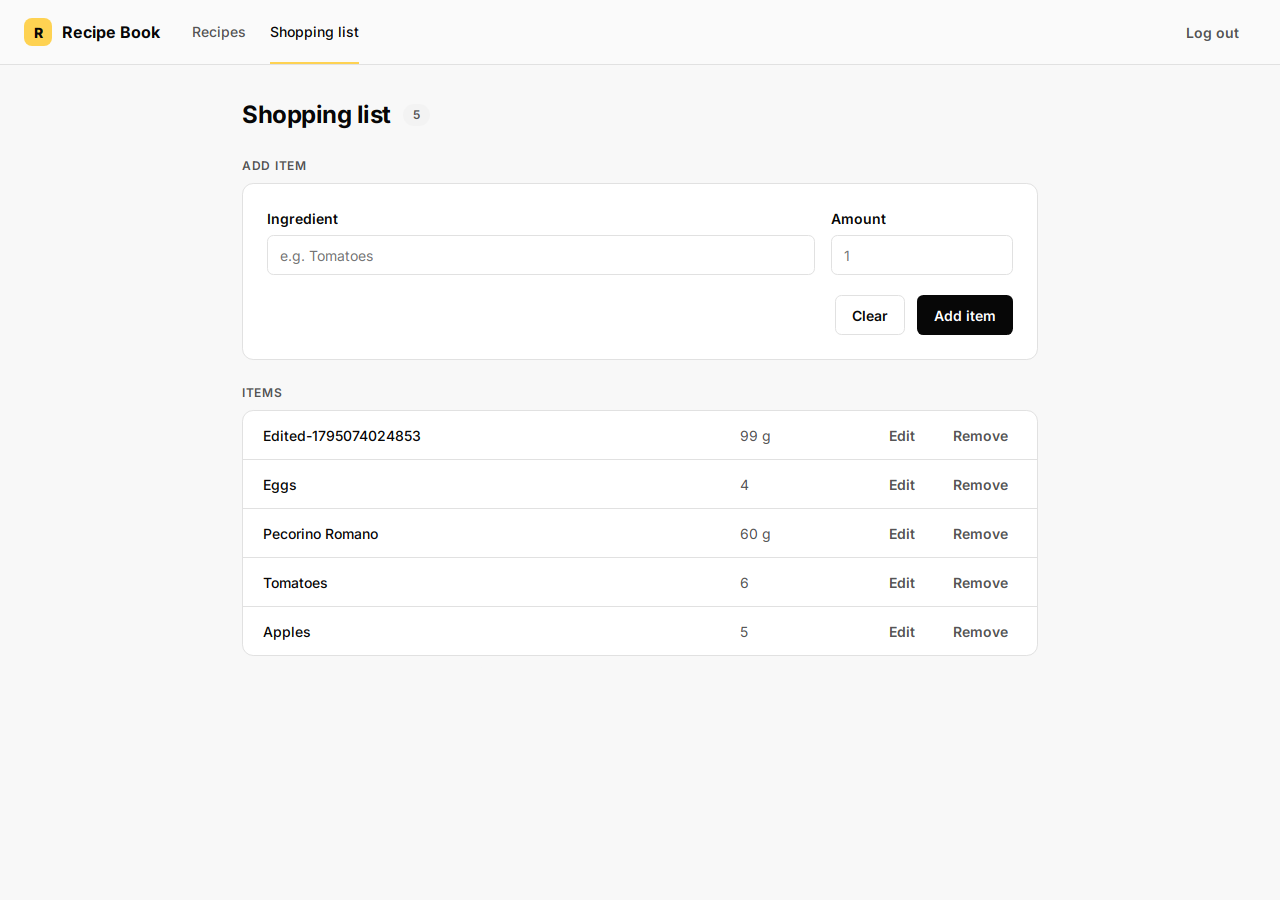 R Recipe Book Recipes Shopping list Log out
Shopping list 5
ADD ITEM
Ingredient Amount
e.g. Tomatoes 1
Clear Add item
ITEMS
Edited-1795074024853 99 g Edit Remove
Eggs 4 Edit Remove
Pecorino Romano 60 g Edit Remove
Tomatoes 6 Edit Remove
Apples 5 Edit Remove